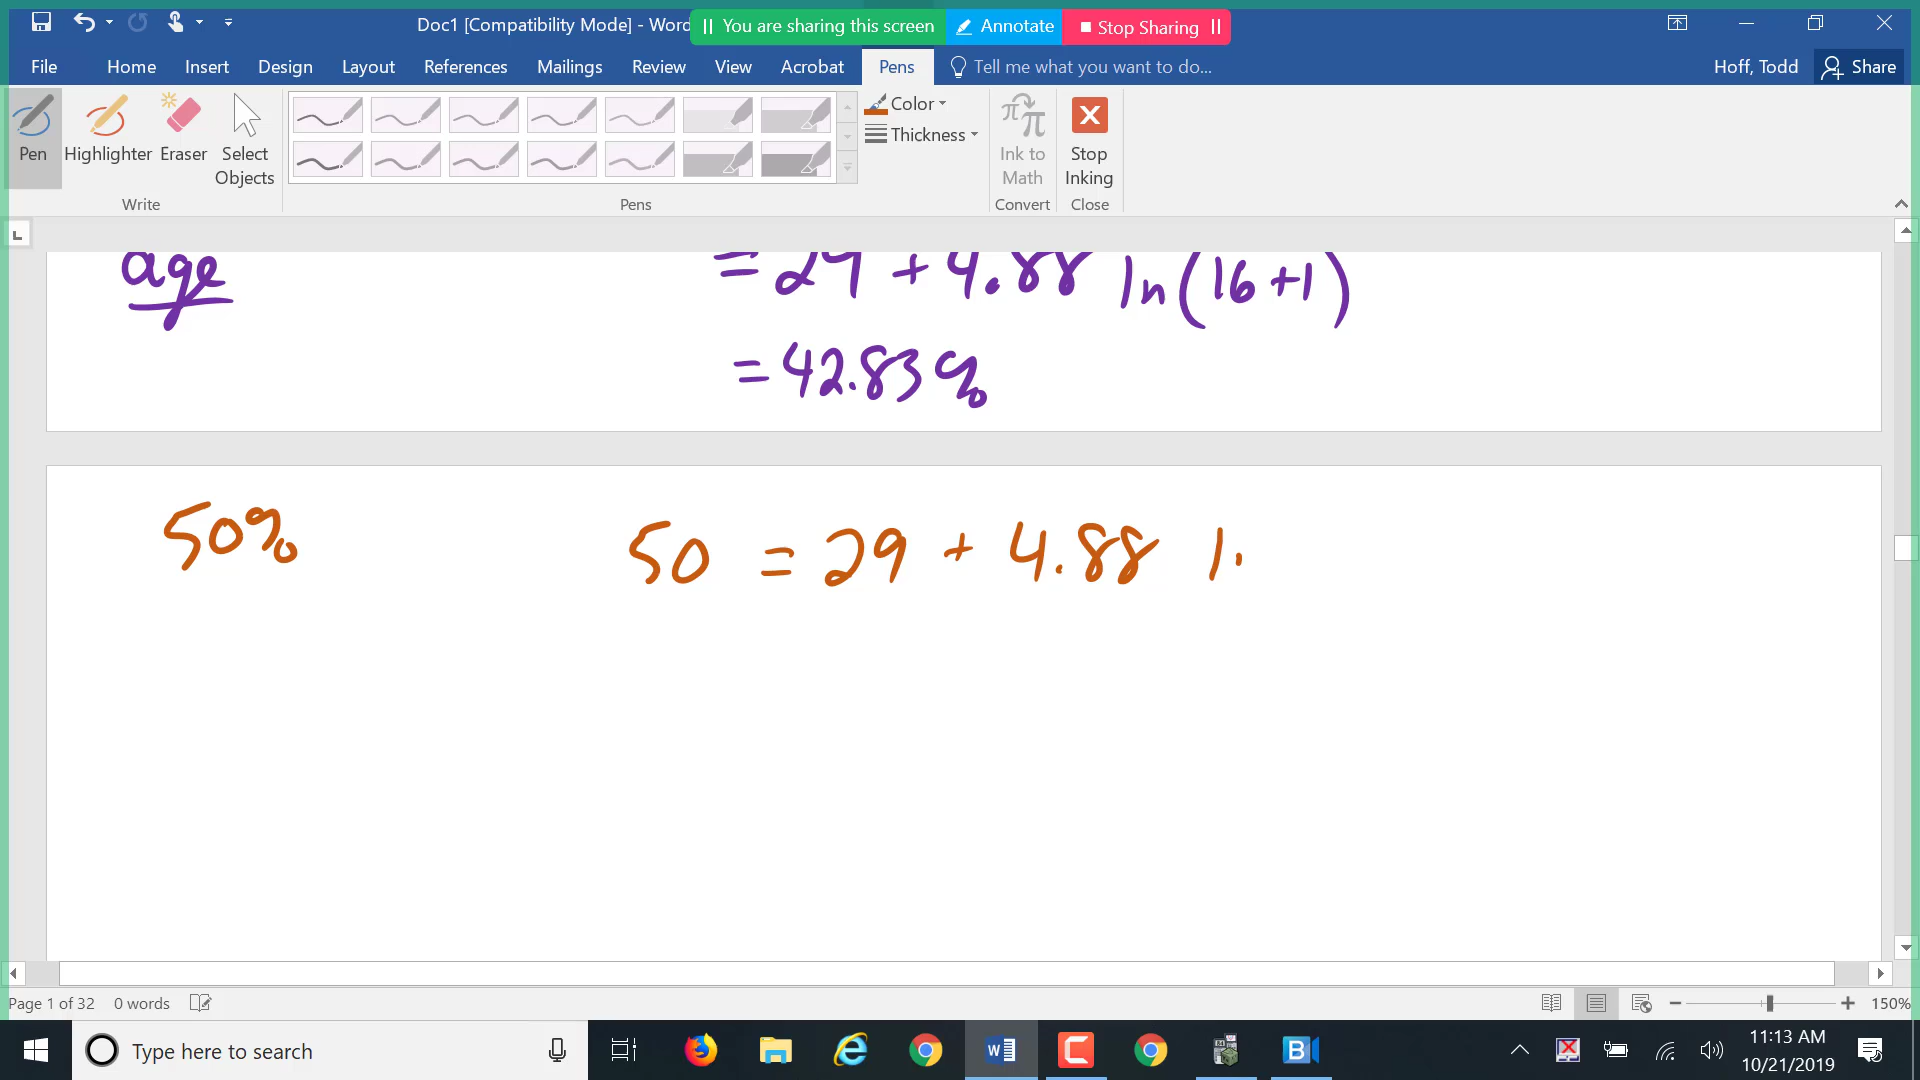 Doc1 [Compatibility Mode] - Word
You are sharing this screen
Annotate
Stop Sharing
File Home Insert Design Layout References Mailings Review View Acrobat Pens Tell me what you want to do... Hoff, Todd Share
Pen Highlighter Eraser Select Objects
Color
Thickness
Ink to Math
Stop Inking
Write Pens Convert Close
age = 29 + 4.88 ln(16+1)
= 42.83%
50% 50 = 29 + 4.88 l
Page 1 of 32 0 words 150%
Type here to search
11:13 AM
10/21/2019